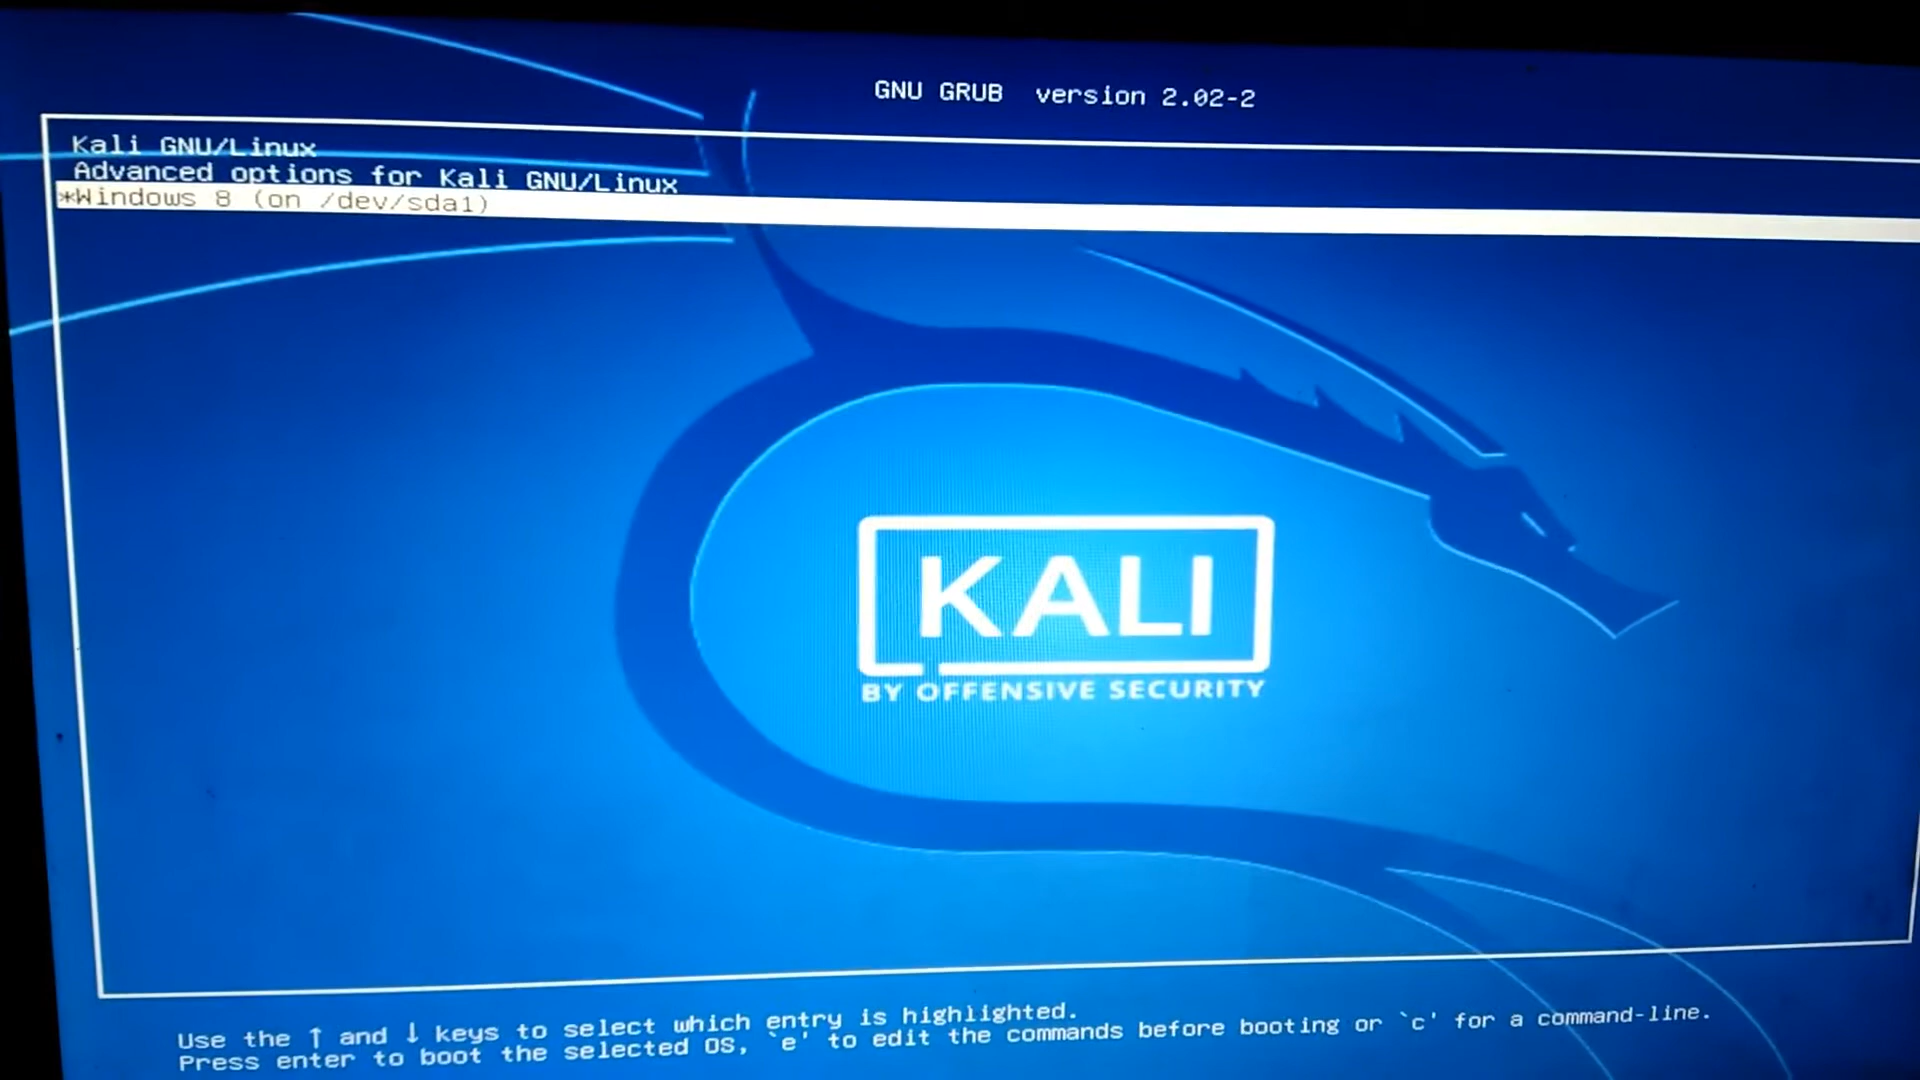 GNU GRUB version 2.02-2
Kali GNU/Linux
Advanced options for Kali GNU/Linux
*Windows 8 (on /dev/sda1)
KALI
BY OFFENSIVE SECURITY
Use the ↑ and ↓ keys to select which entry is highlighted.
Press enter to boot the selected OS, `e' to edit the commands before booting or `c' for a command-line.